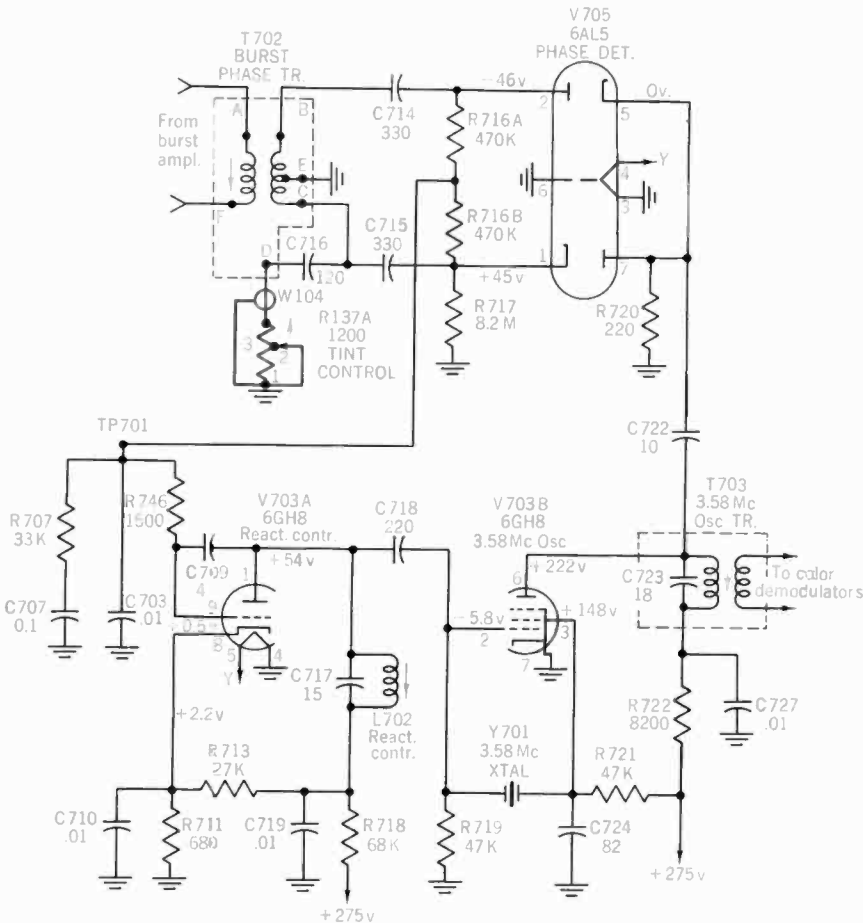 T702
BURST
PHASE TR.
V705
6AL5
PHASE DET.
From
burst
ampl.
A
B
E
C
F
D
C714
330
-46v
2
R716A
470K
Ov.
5
Y
4
6
3
R716B
470K
C715
330
C716
120
+45v
1
7
W104
R137A
1200
TINT
CONTROL
3
2
4
1
R717
8.2 M
R720
220
C722
10
TP701
R707
33K
R746
1500
V703A
6GH8
React. contr.
C718
220
V703B
6GH8
3.58 Mc Osc
T703
3.58 Mc
Osc TR.
C709
4
1
+54v
6
+222v
C723
18
To color
demodulators
C707
0.1
C703
.01
9
8
5
4
Y
-5.8v
2
+148v
3
7
C717
15
L702
React.
contr.
+2.2v
R722
8200
C727
.01
R713
27K
Y701
3.58 Mc
XTAL
R721
47K
C710
.01
R711
680
C719
.01
R718
68K
R719
47K
C724
82
+275v
+275v